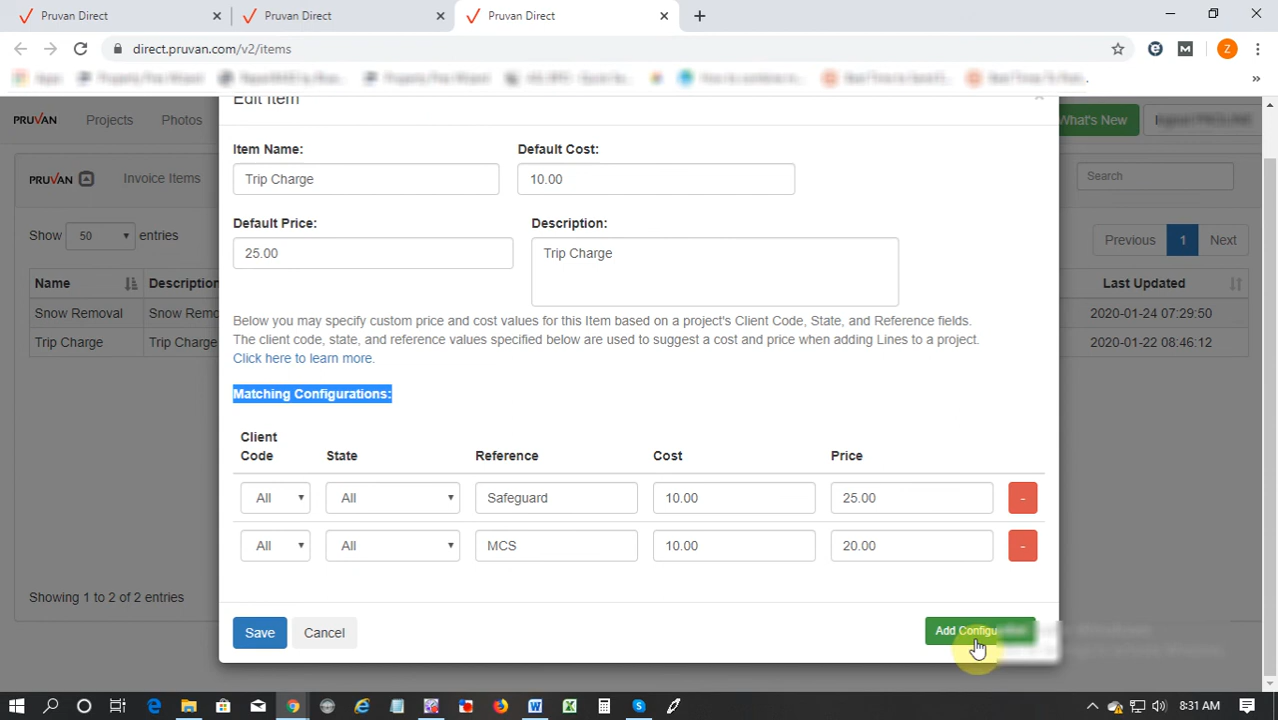 Pruvan Direct
Pruvan Direct
Pruvan Direct
direct.pruvan.com/v2/items
Z
Edit Item
PRUVAN Projects Photos
What's New
Item Name: Default Cost:
Trip Charge 10.00
PRUVAN Invoice Items
Search
Default Price: Description:
25.00 Trip Charge
Show 50 entries
Previous 1 Next
Name Description Last Updated
Snow Removal Snow Remo 2020-01-24 07:29:50
Trip Charge Trip Charge 2020-01-22 08:46:12
Below you may specify custom price and cost values for this Item based on a project's Client Code, State, and Reference fields.
The client code, state, and reference values specified below are used to suggest a cost and price when adding Lines to a project.
Click here to learn more.
Matching Configurations:
Client
Code State Reference Cost Price
All All Safeguard 10.00 25.00 -
All All MCS 10.00 20.00 -
Showing 1 to 2 of 2 entries
Save Cancel
Add Configu
8:31 AM